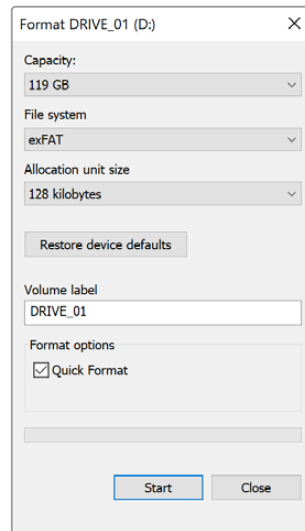 Format DRIVE_01 (D:)
Capacity:
119 GB
File system
exFAT
Allocation unit size
128 kilobytes
Restore device defaults
Volume label
DRIVE_01
Format options
Quick Format
Start Close